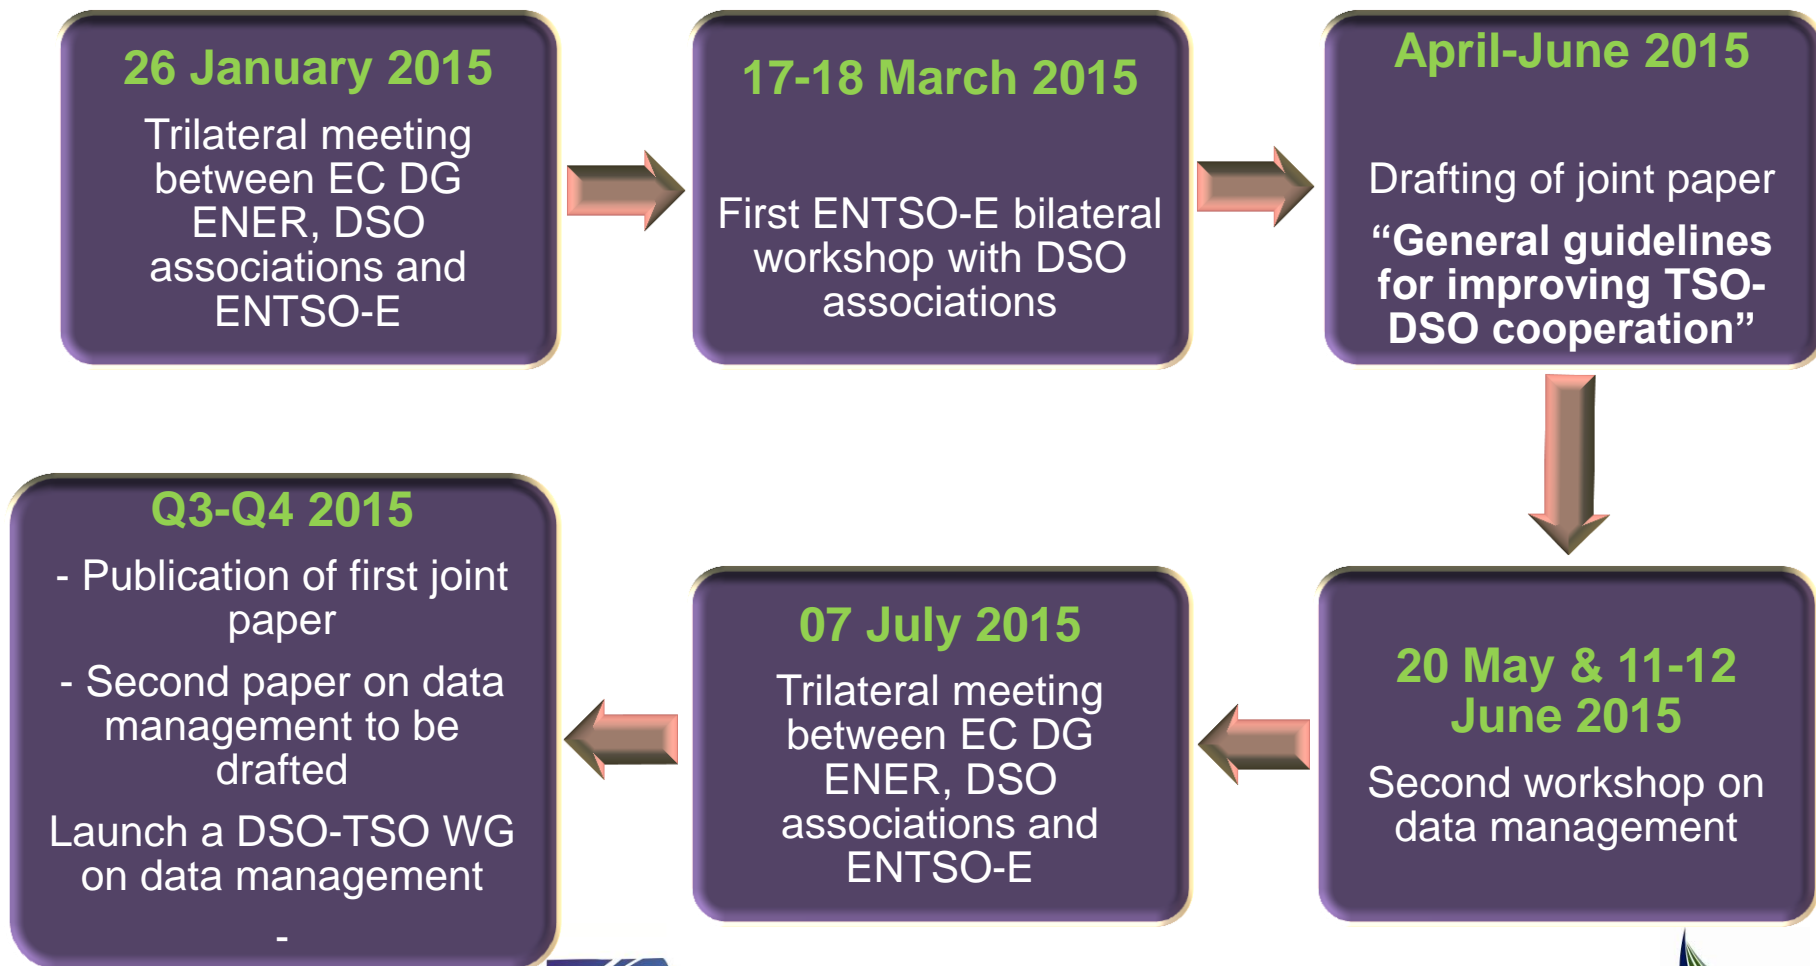 26 January 2015
Trilateral meeting
between EC DG
ENER, DSO
associations and
ENTSO-E
17-18 March 2015
First ENTSO-E bilateral
workshop with DSO
associations
April-June 2015
Drafting of joint paper
“General guidelines
for improving TSO-
DSO cooperation”
20 May & 11-12
June 2015
Second workshop on
data management
07 July 2015
Trilateral meeting
between EC DG
ENER, DSO
associations and
ENTSO-E
Q3-Q4 2015
- Publication of first joint
paper
- Second paper on data
management to be
drafted
Launch a DSO-TSO WG
on data management
-